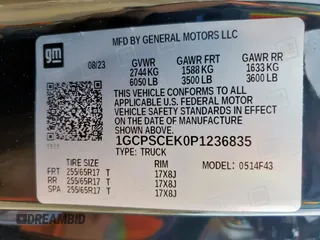 gm
MFD BY GENERAL MOTORS LLC
08/23 GVWR GAWR FRT GAWR RR
2744 KG 1588 KG 1633 KG
6050 LB 3500 LB 3600 LB
THIS VEHICLE CONFORMS TO ALL
APPLICABLE U.S. FEDERAL MOTOR
VEHICLE SAFETY STANDARDS IN EFFECT ON
THE DATE OF MANUFACTURE SHOWN ABOVE.
1GCPSCEK0P1236835
TYPE: TRUCK
TIRE SIZE RIM MODEL: 0514F43
FRT 255/65R17 T 17X8J
RR 255/65R17 T 17X8J
SPA 255/65R17 T 17X8J
DREAMBID